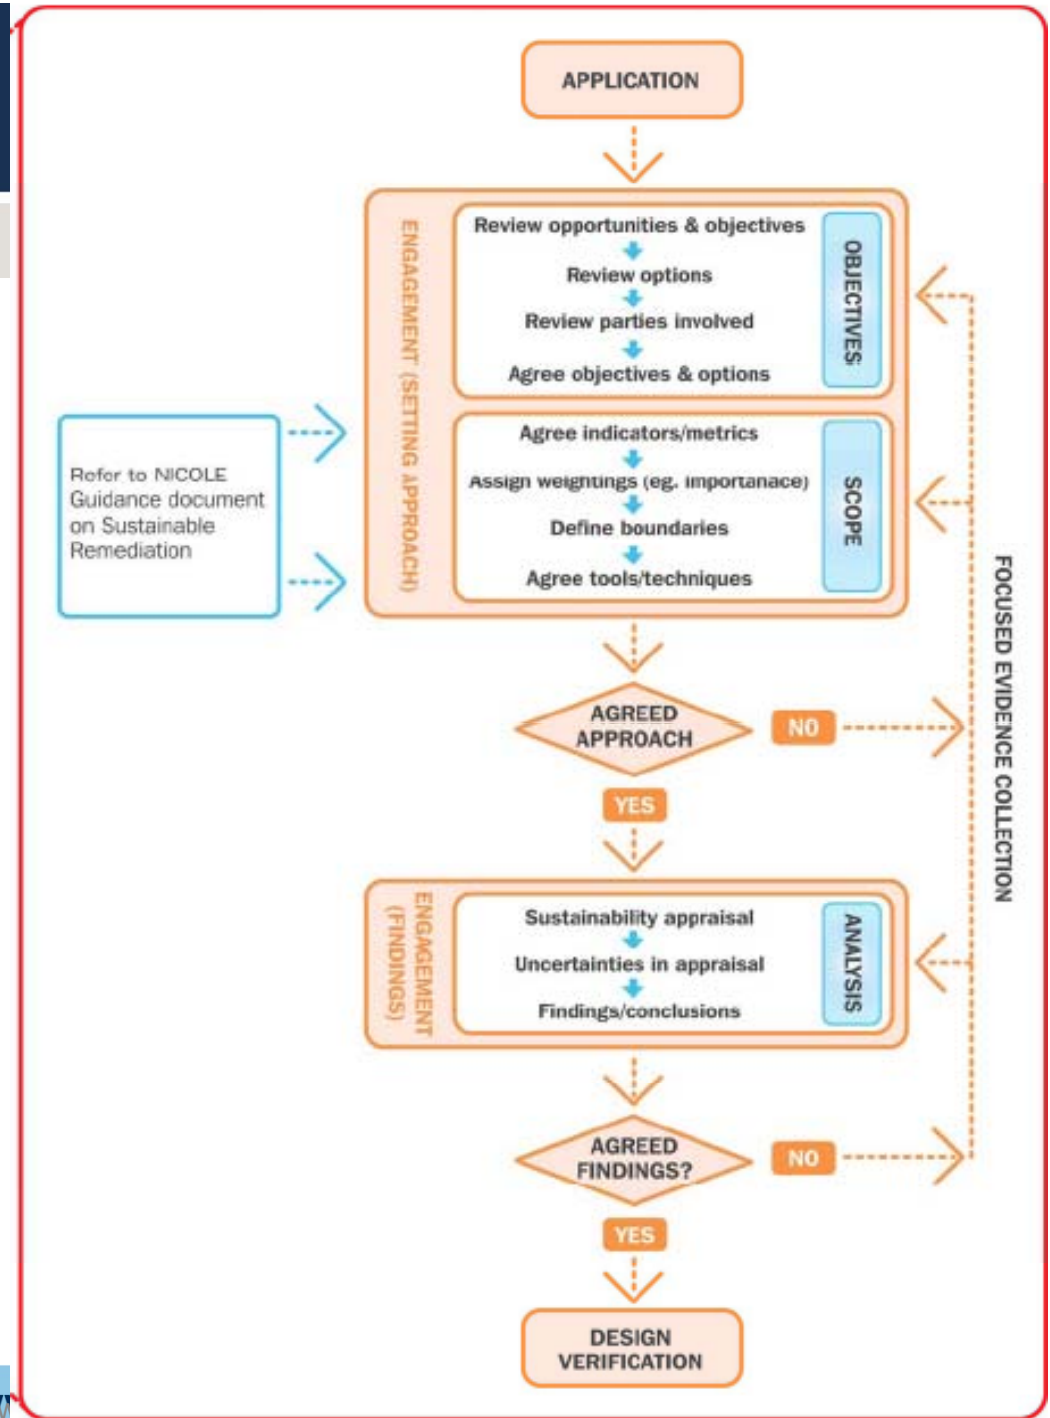 APPLICATION
ENGAGEMENT (SETTING APPROACH)
Review opportunities & objectives
Review options
Review parties involved
Agree objectives & options
OBJECTIVES
Agree indicators/metrics
Assign weightings (eg. importanace)
Define boundaries
Agree tools/techniques
SCOPE
Refer to NICOLE
Guidance document
on Sustainable
Remediation
AGREED
APPROACH
NO
YES
FOCUSED EVIDENCE COLLECTION
ENGAGEMENT
(FINDINGS)
Sustainability appraisal
Uncertainties in appraisal
Findings/conclusions
ANALYSIS
AGREED
FINDINGS?
NO
YES
DESIGN
VERIFICATION